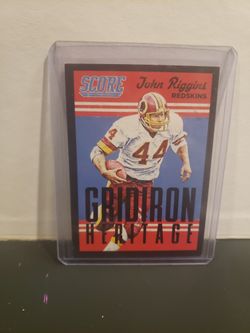 SCORE
John Riggins
REDSKINS
44
GRIDIRON
HERITAGE